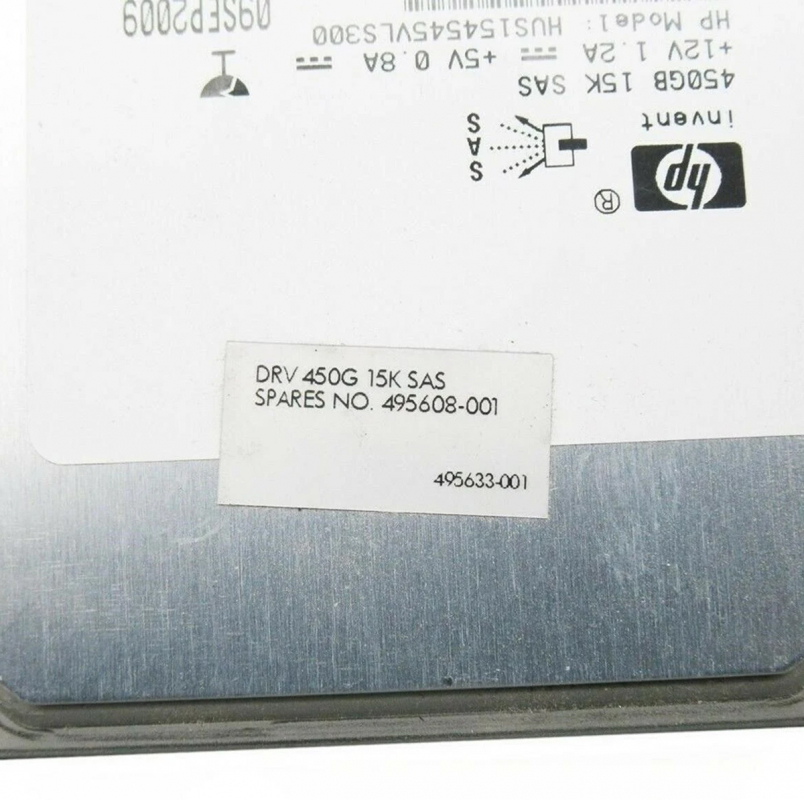 DRV 450G 15K SAS
SPARES NO. 495608-001
495633-001
hp ®
invent
S A S
450GB 15K SAS
+12V 1.2A +5V 0.8A
HP Model: HUS154545VLS300
09SEP2009